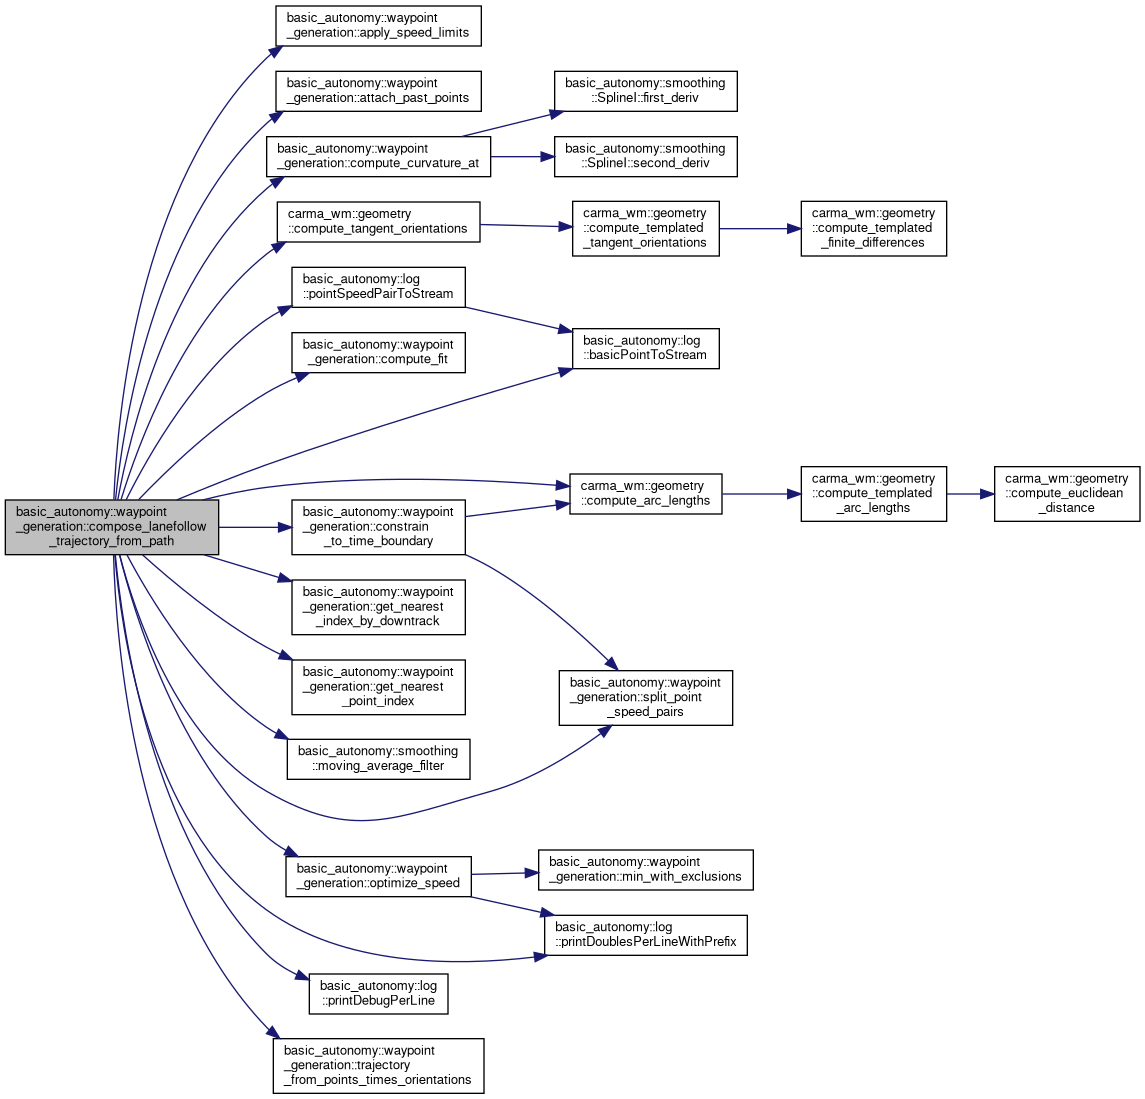 basic_autonomy::waypoint
_generation::apply_speed_limits
basic_autonomy::waypoint
_generation::attach_past_points
basic_autonomy::smoothing
::SplineI::first_deriv
basic_autonomy::waypoint
_generation::compute_curvature_at
basic_autonomy::smoothing
::SplineI::second_deriv
carma_wm::geometry
::compute_tangent_orientations
carma_wm::geometry
::compute_templated
_tangent_orientations
carma_wm::geometry
::compute_templated
_finite_differences
basic_autonomy::log
::pointSpeedPairToStream
basic_autonomy::waypoint
_generation::compute_fit
basic_autonomy::log
::basicPointToStream
basic_autonomy::waypoint
_generation::compose_lanefollow
_trajectory_from_path
basic_autonomy::waypoint
_generation::constrain
_to_time_boundary
carma_wm::geometry
::compute_arc_lengths
carma_wm::geometry
::compute_templated
_arc_lengths
carma_wm::geometry
::compute_euclidean
_distance
basic_autonomy::waypoint
_generation::get_nearest
_index_by_downtrack
basic_autonomy::waypoint
_generation::get_nearest
_point_index
basic_autonomy::waypoint
_generation::split_point
_speed_pairs
basic_autonomy::smoothing
::moving_average_filter
basic_autonomy::waypoint
_generation::optimize_speed
basic_autonomy::waypoint
_generation::min_with_exclusions
basic_autonomy::log
::printDoublesPerLineWithPrefix
basic_autonomy::log
::printDebugPerLine
basic_autonomy::waypoint
_generation::trajectory
_from_points_times_orientations